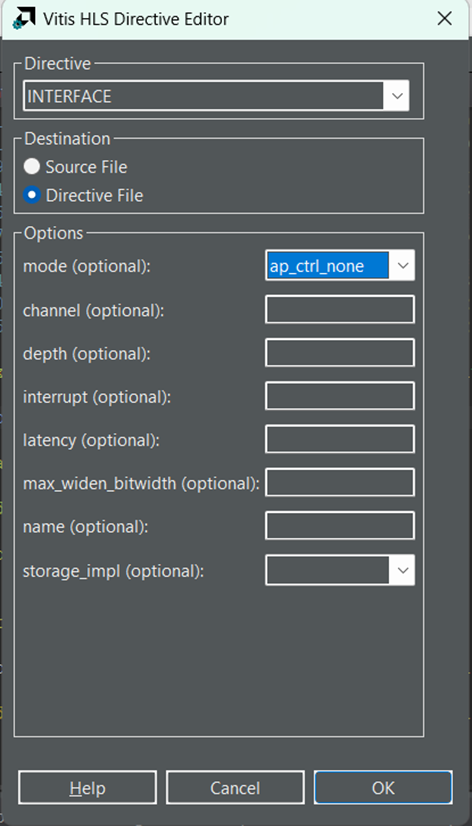 Vitis HLS Directive Editor
Directive
INTERFACE
Destination
Source File
Directive File
Options
mode (optional): ap_ctrl_none
channel (optional):
depth (optional):
interrupt (optional):
latency (optional):
max_widen_bitwidth (optional):
name (optional):
storage_impl (optional):
Help Cancel OK